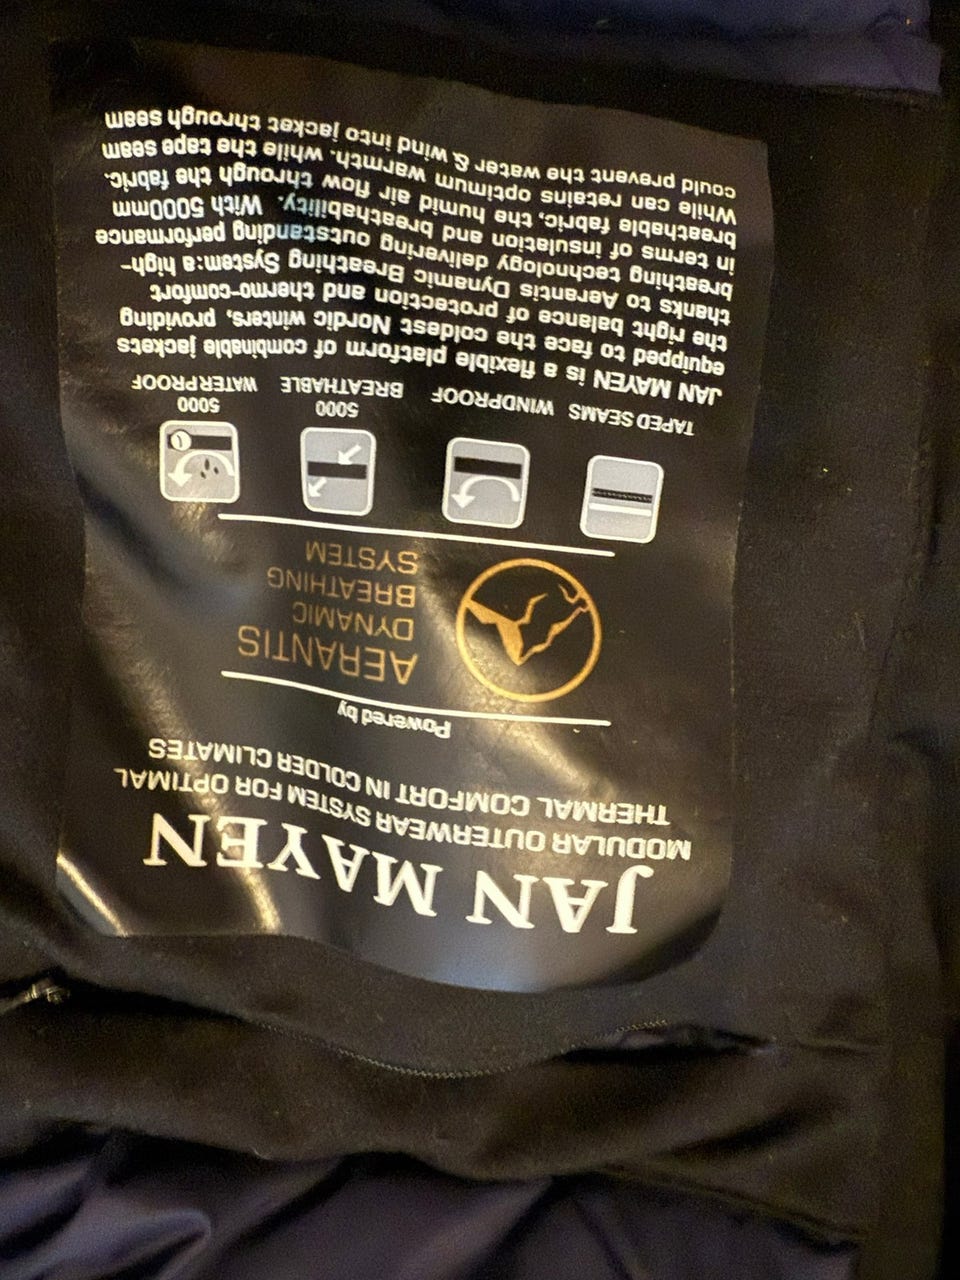 JAN MAYEN
MODULAR OUTERWEAR SYSTEM FOR OPTIMAL
THERMAL COMFORT IN COLDER CLIMATES
Powered by
AERANTIS
DYNAMIC
BREATHING
SYSTEM
TAPED SEAMS
WINDPROOF
5000
BREATHABLE
5000
WATERPROOF
JAN MAYEN is a flexible platform of combinable jackets
equipped to face the coldest Nordic winters, providing
the right balance of protection and thermo-comfort
thanks to Aerantis Dynamic Breathing System:a high-
breathing technology delivering outstanding performance
in terms of insulation and breathability. With 5000mm
breathable fabric, the humid air flow through the fabric.
While can retains optimum warmth. while the tape seam
could prevent the water & wind into jacket through seam